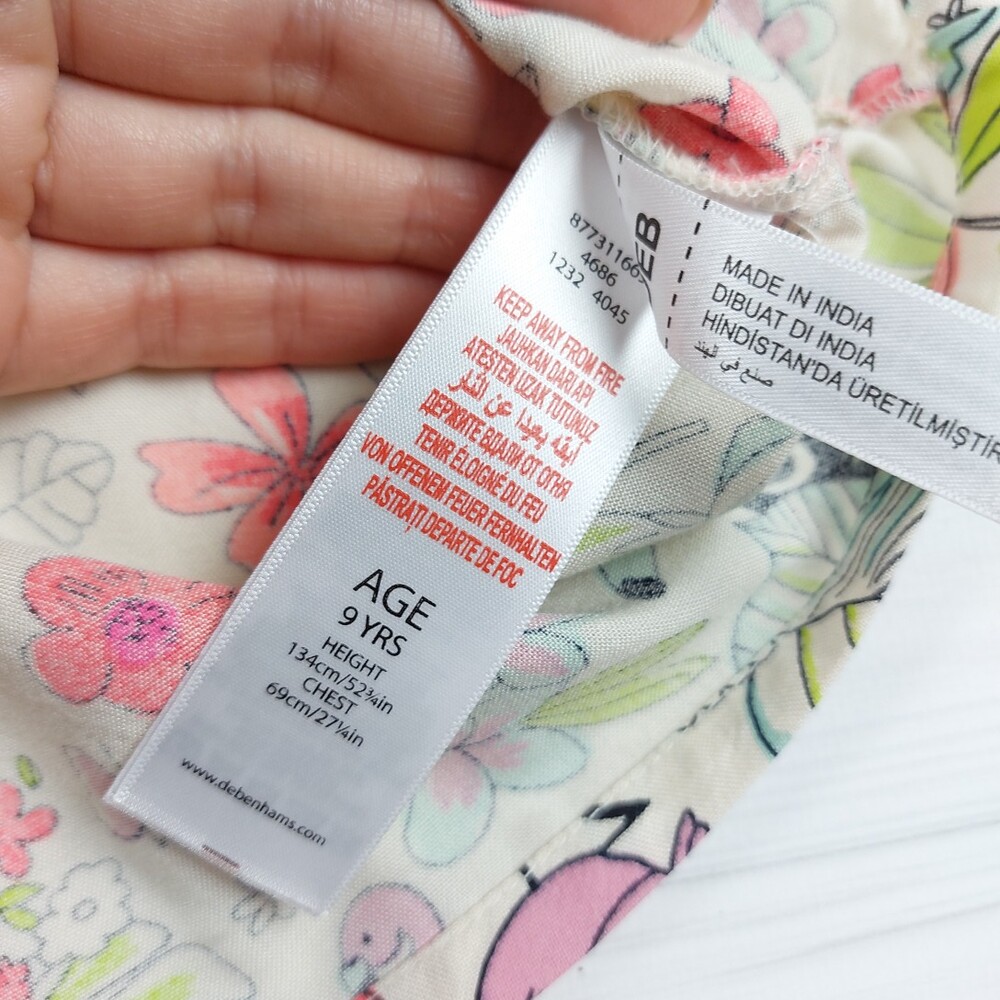 4686
1232 4045
KEEP AWAY FROM FIRE
JAUHKAN DARI API
ATEŞTEN UZAK TUTUNUZ
أبقه بعيدا عن النار
ДЕРЖИТЕ ВДАЛИ ОТ ОГНЯ
TENIR ÉLOIGNÉ DU FEU
VON OFFENEM FEUER FERNHALTEN
PĂSTRAȚI DEPARTE DE FOC
AGE
9 YRS
HEIGHT
134cm/52¾in
CHEST
69cm/27¼in
www.debenhams.com
EB
MADE IN INDIA
DIBUAT DI INDIA
HİNDİSTAN'DA ÜRETİLMİŞTİR
صنع في الهند